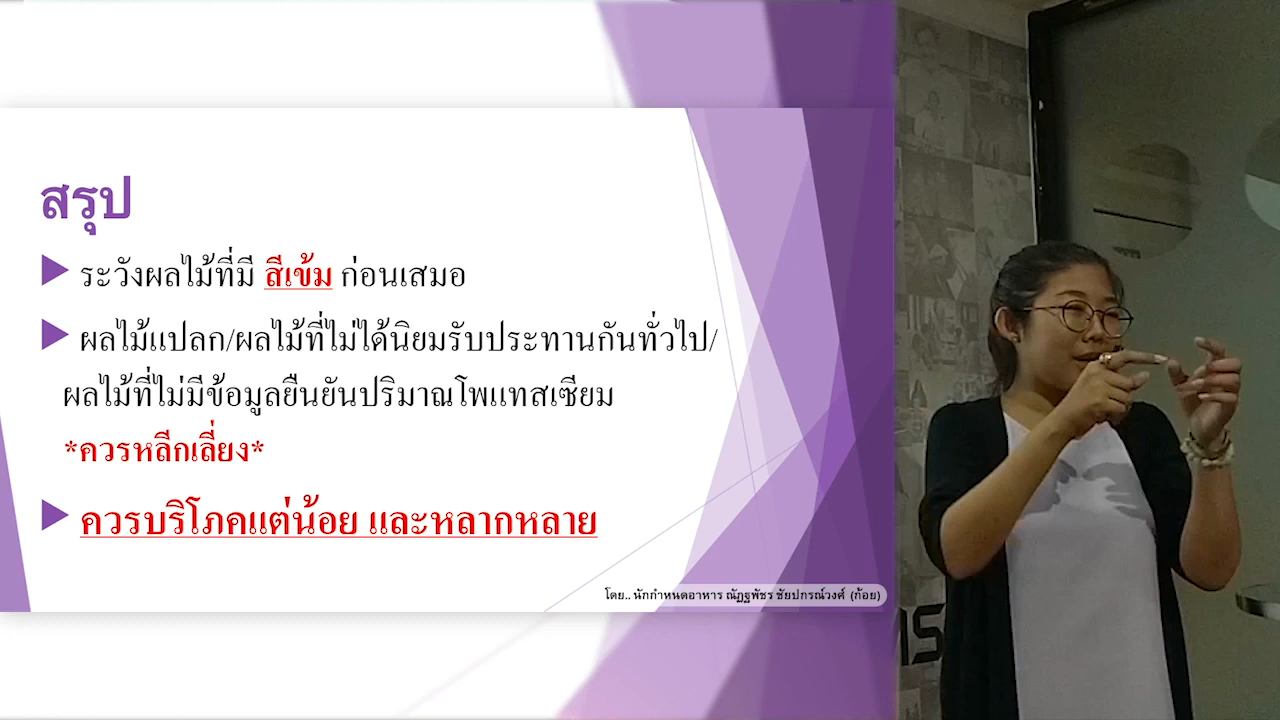 สรุป
ระวังผลไม้ที่มี สีเข้ม ก่อนเสมอ
ผลไม้แปลก/ผลไม้ที่ไม่ได้นิยมรับประทานกันทั่วไป/
ผลไม้ที่ไม่มีข้อมูลยืนยันปริมาณโพแทสเซียม
*ควรหลีกเลี่ยง*
ควรบริโภคแต่น้อย และหลากหลาย
โดย.. นักกำหนดอาหาร ณัฏฐพัชร ชัยปกรณ์วงศ์ (ก้อย)